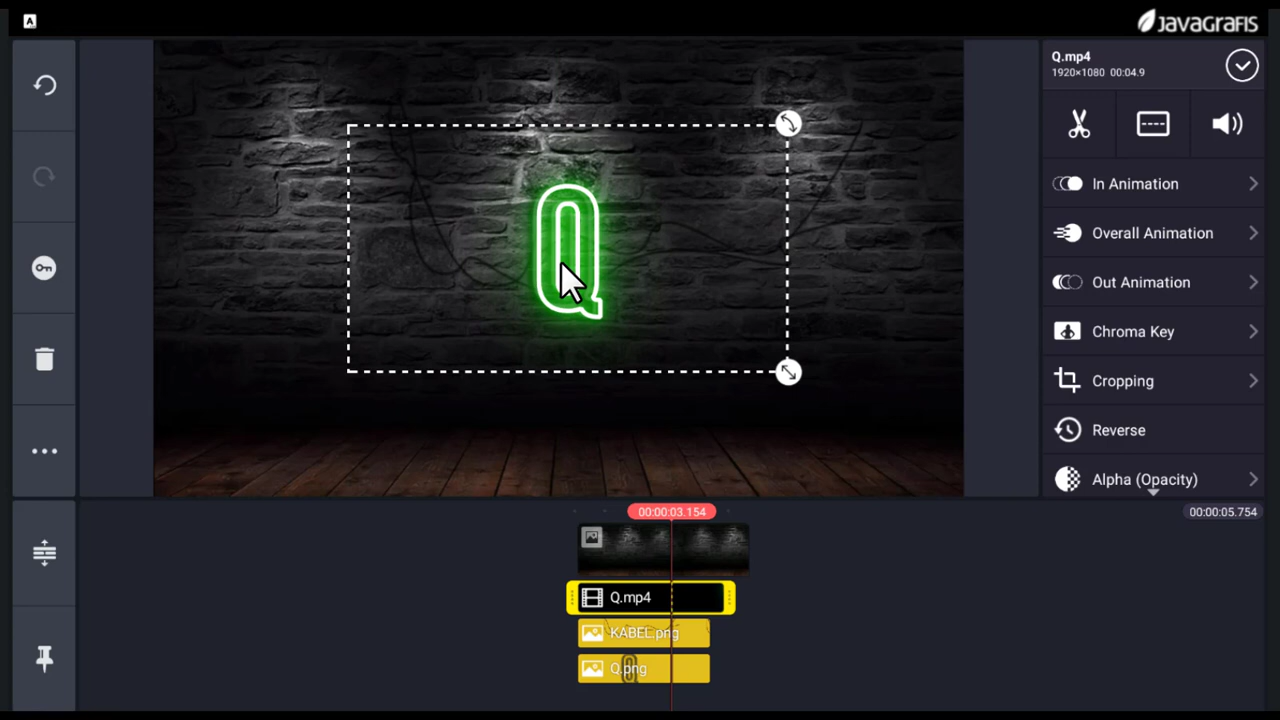 A
JAVAGRAFIS
Q.mp4
1920×1080 00:04.9
In Animation
Overall Animation
Out Animation
Chroma Key
Cropping
Reverse
Alpha (Opacity)
Q
00:00:03.154
00:00:05.754
Q.mp4
KABEL.png
Q.png